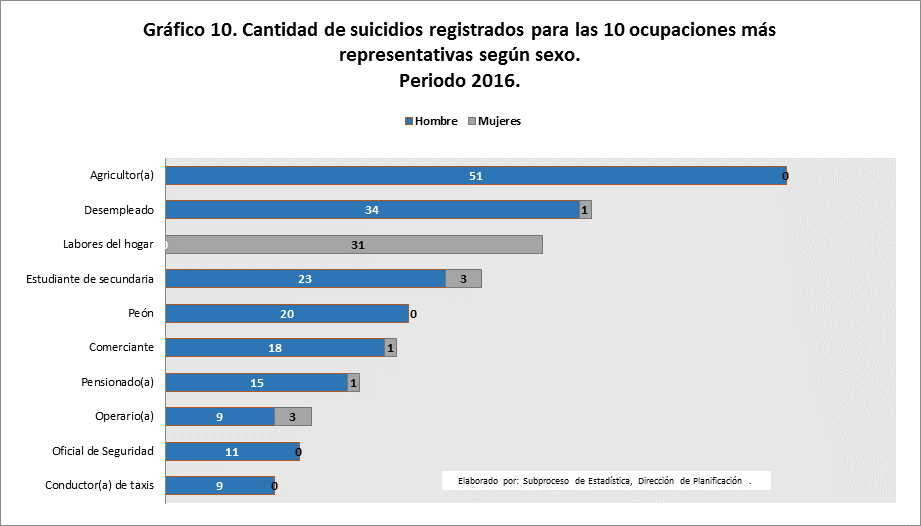 Gráfico 10. Cantidad de suicidios registrados para las 10 ocupaciones más
representativas según sexo.
Periodo 2016.
Hombre Mujeres
Agricultor(a) 51 0
Desempleado 34 1
Labores del hogar 0 31
Estudiante de secundaria 23 3
Peón 20 0
Comerciante 18 1
Pensionado(a) 15 1
Operario(a) 9 3
Oficial de Seguridad 11 0
Conductor(a) de taxis 9 0
Elaborado por: Subproceso de Estadística, Dirección de Planificación .